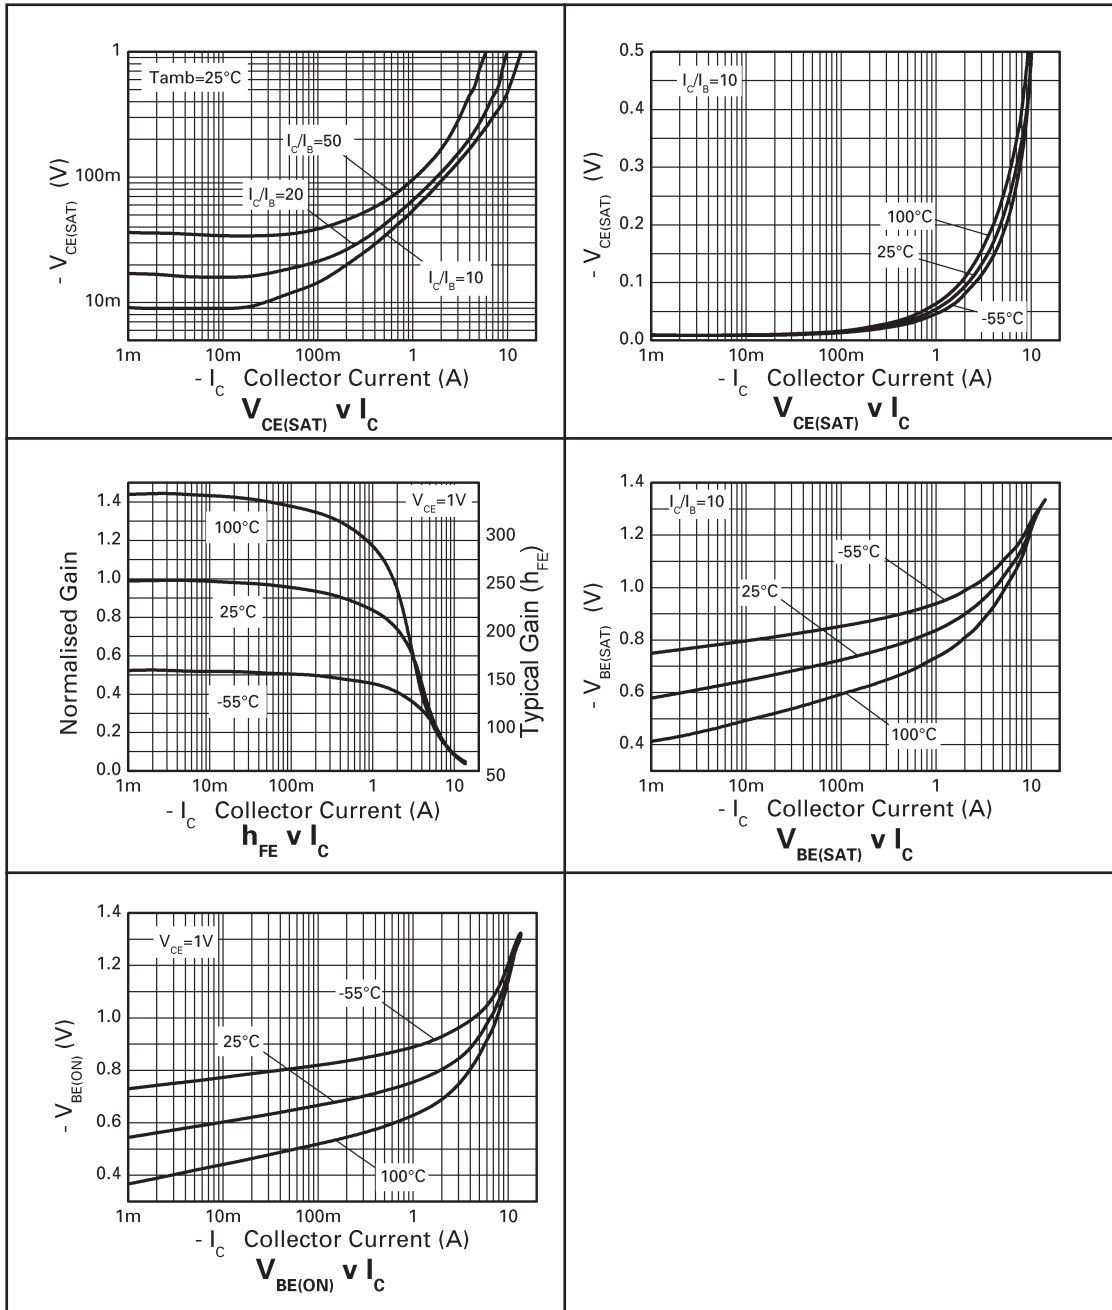 1
100m
10m
Tamb=25°C
I_C/I_B=50
I_C/I_B=20
I_C/I_B=10
- V_CE(SAT) (V)
1m 10m 100m 1 10
- I_C Collector Current (A)
V_CE(SAT) v I_C
0.5
0.4
0.3
0.2
0.1
0.0
I_C/I_B=10
100°C
25°C
-55°C
- V_CE(SAT) (V)
1m 10m 100m 1 10
- I_C Collector Current (A)
V_CE(SAT) v I_C
1.4
1.2
1.0
0.8
0.6
0.4
0.2
0.0
Normalised Gain
V_CE=1V
100°C
25°C
-55°C
300
250
200
150
100
50
Typical Gain (h_FE)
1m 10m 100m 1 10
- I_C Collector Current (A)
h_FE v I_C
1.4
1.2
1.0
0.8
0.6
0.4
I_C/I_B=10
-55°C
25°C
100°C
- V_BE(SAT) (V)
1m 10m 100m 1 10
- I_C Collector Current (A)
V_BE(SAT) v I_C
1.4
1.2
1.0
0.8
0.6
0.4
V_CE=1V
-55°C
25°C
100°C
- V_BE(ON) (V)
1m 10m 100m 1 10
- I_C Collector Current (A)
V_BE(ON) v I_C